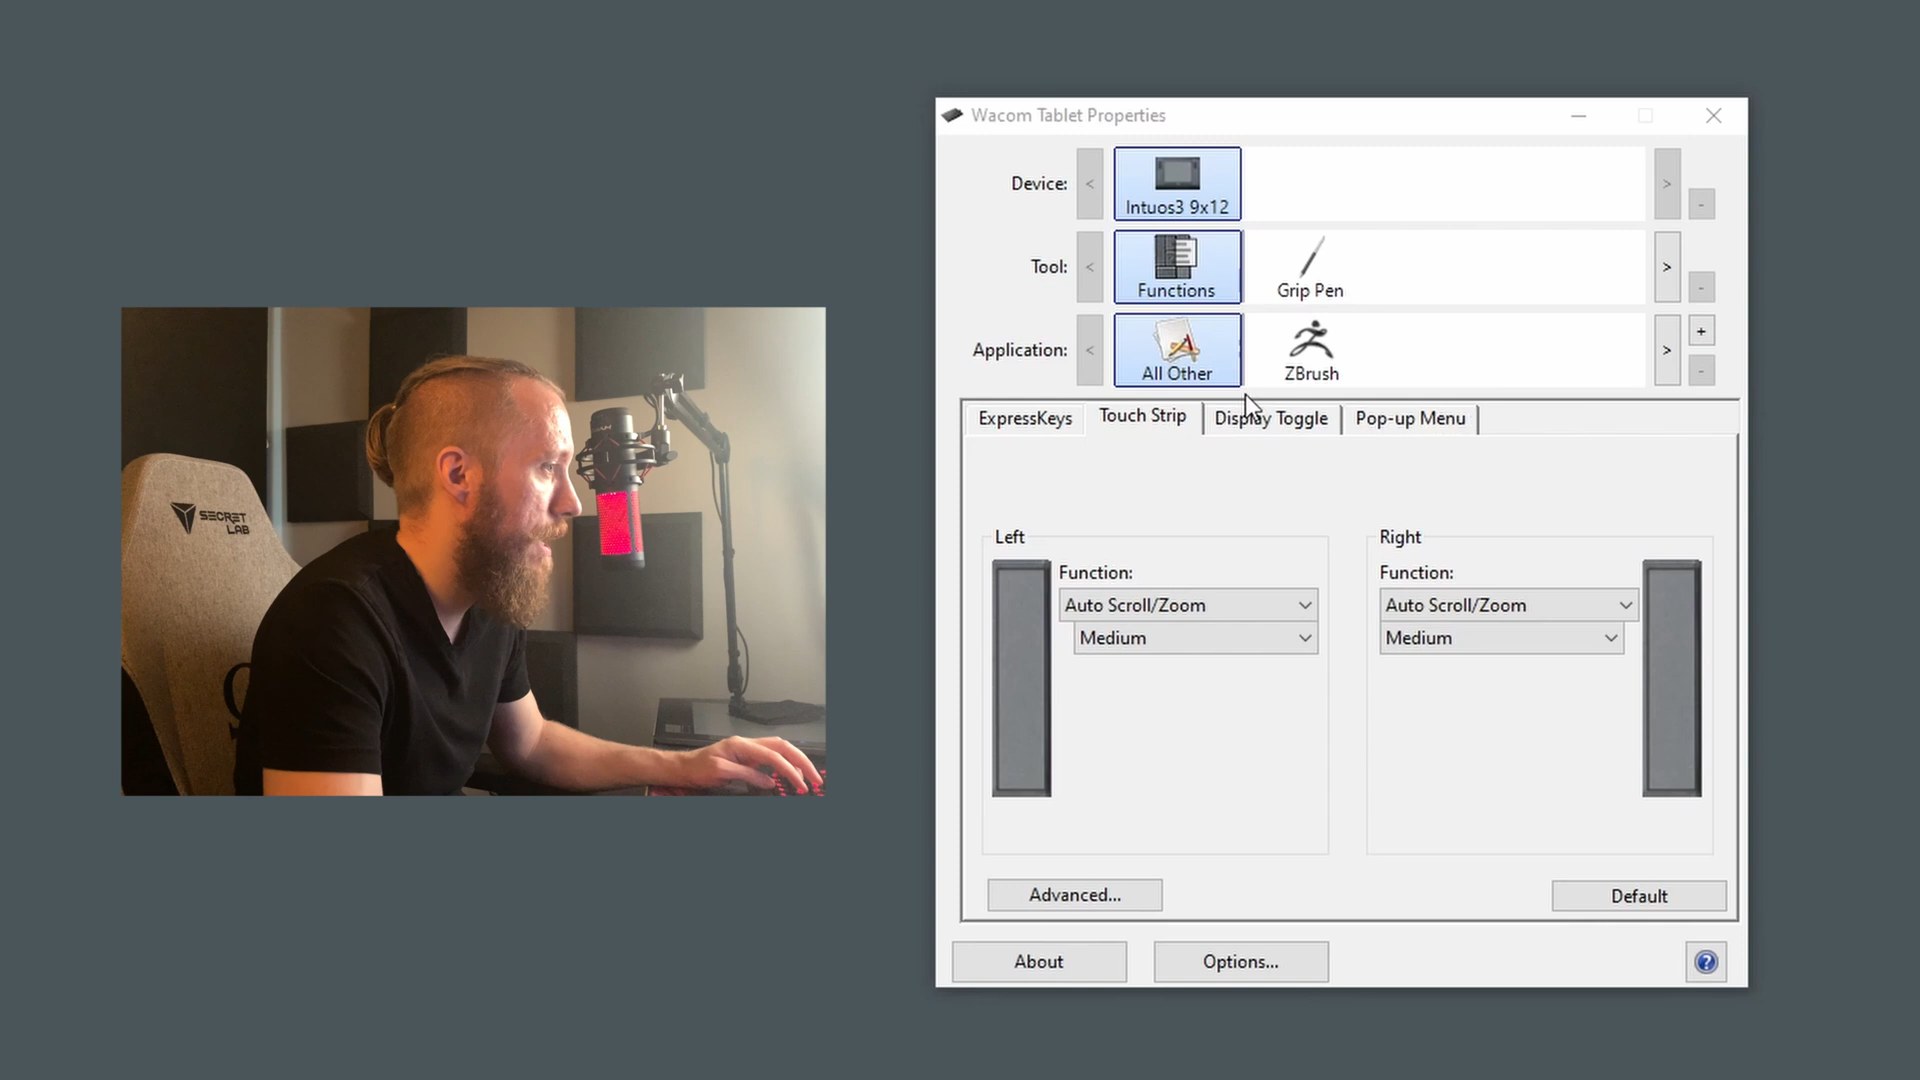 Wacom Tablet Properties
Device:
<
Intuos3 9x12
>
-
Tool:
<
Functions
Grip Pen
>
-
Application:
<
All Other
ZBrush
>
+
-
ExpressKeys
Touch Strip
Display Toggle
Pop-up Menu
Left
Function:
Auto Scroll/Zoom
Medium
Right
Function:
Auto Scroll/Zoom
Medium
Advanced...
Default
About
Options...
?
SECRET
LAB